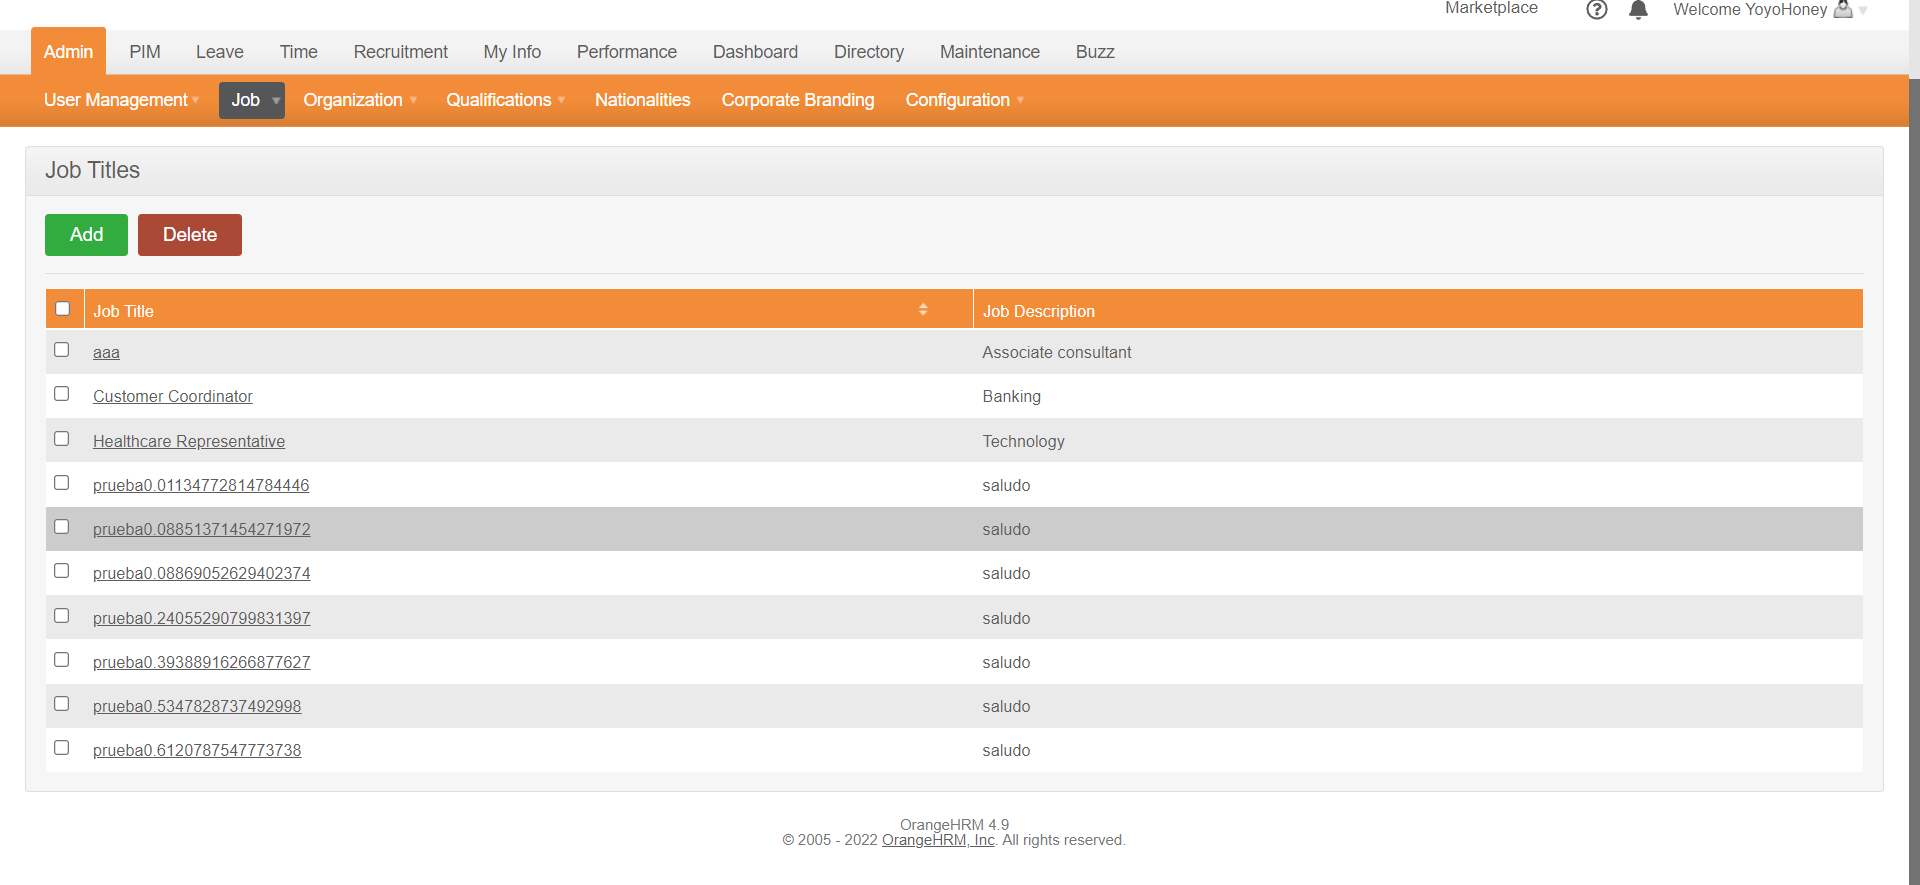 Marketplace Welcome YoyoHoney
Admin PIM Leave Time Recruitment My Info Performance Dashboard Directory Maintenance Buzz
User Management Job Organization Qualifications Nationalities Corporate Branding Configuration
Job Titles
Add Delete
Job Title Job Description
aaa Associate consultant
Customer Coordinator Banking
Healthcare Representative Technology
prueba0.01134772814784446 saludo
prueba0.08851371454271972 saludo
prueba0.08869052629402374 saludo
prueba0.24055290799831397 saludo
prueba0.39388916266877627 saludo
prueba0.5347828737492998 saludo
prueba0.6120787547773738 saludo
OrangeHRM 4.9
© 2005 - 2022 OrangeHRM, Inc. All rights reserved.